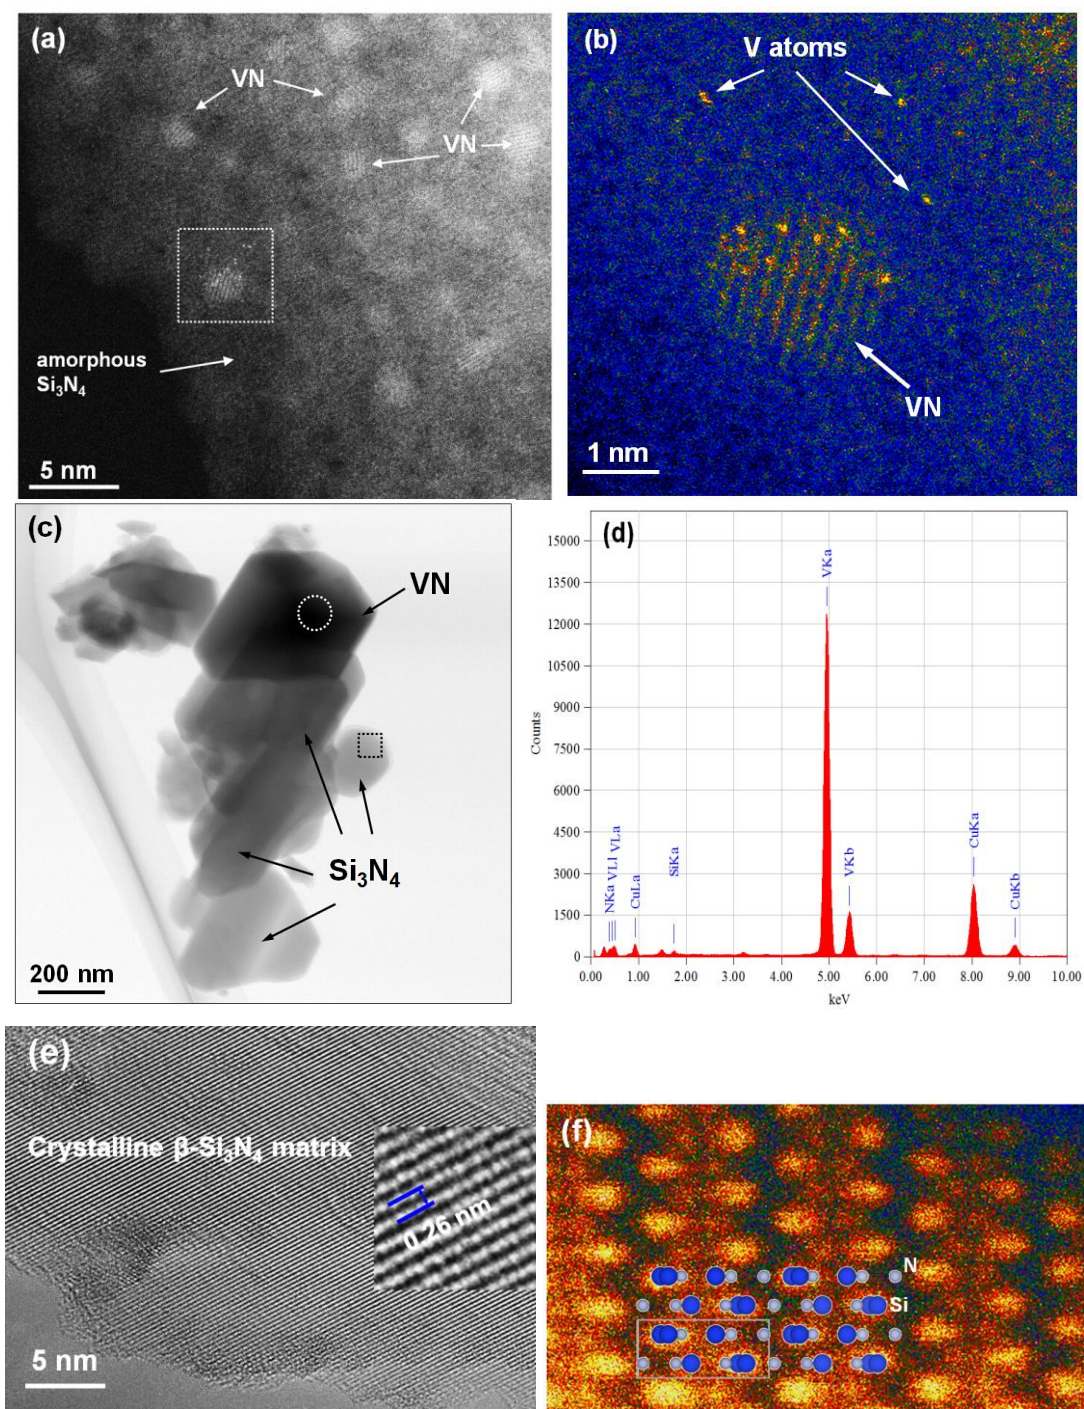 (a)
VN
VN
amorphous
Si₃N₄
5 nm
(b)
V atoms
VN
1 nm
(c)
VN
Si₃N₄
200 nm
(d)
15000
13500
12000
10500
9000
7500
6000
4500
3000
1500
0
Counts
NKa
VLl
VLa
CuLa
SiKa
VKa
VKb
CuKa
CuKb
0.00 1.00 2.00 3.00 4.00 5.00 6.00 7.00 8.00 9.00 10.00
keV
(e)
Crystalline β-Si₃N₄ matrix
0.26 nm
5 nm
(f)
N
Si